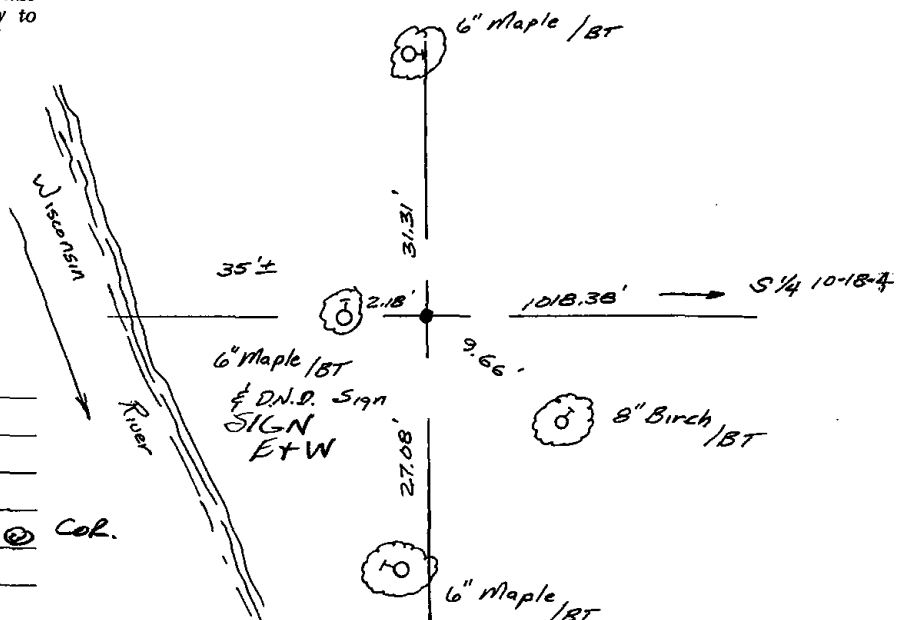 y to
6" Maple /BT
Wisconsin
River
31.31'
35'±
2.18'
1018.38'
S 1/4 10-18-4
6" Maple /BT
& D.N.D. Sign
SIGN
E+W
9.66'
8" Birch /BT
27.08'
COR.
6" Maple /BT